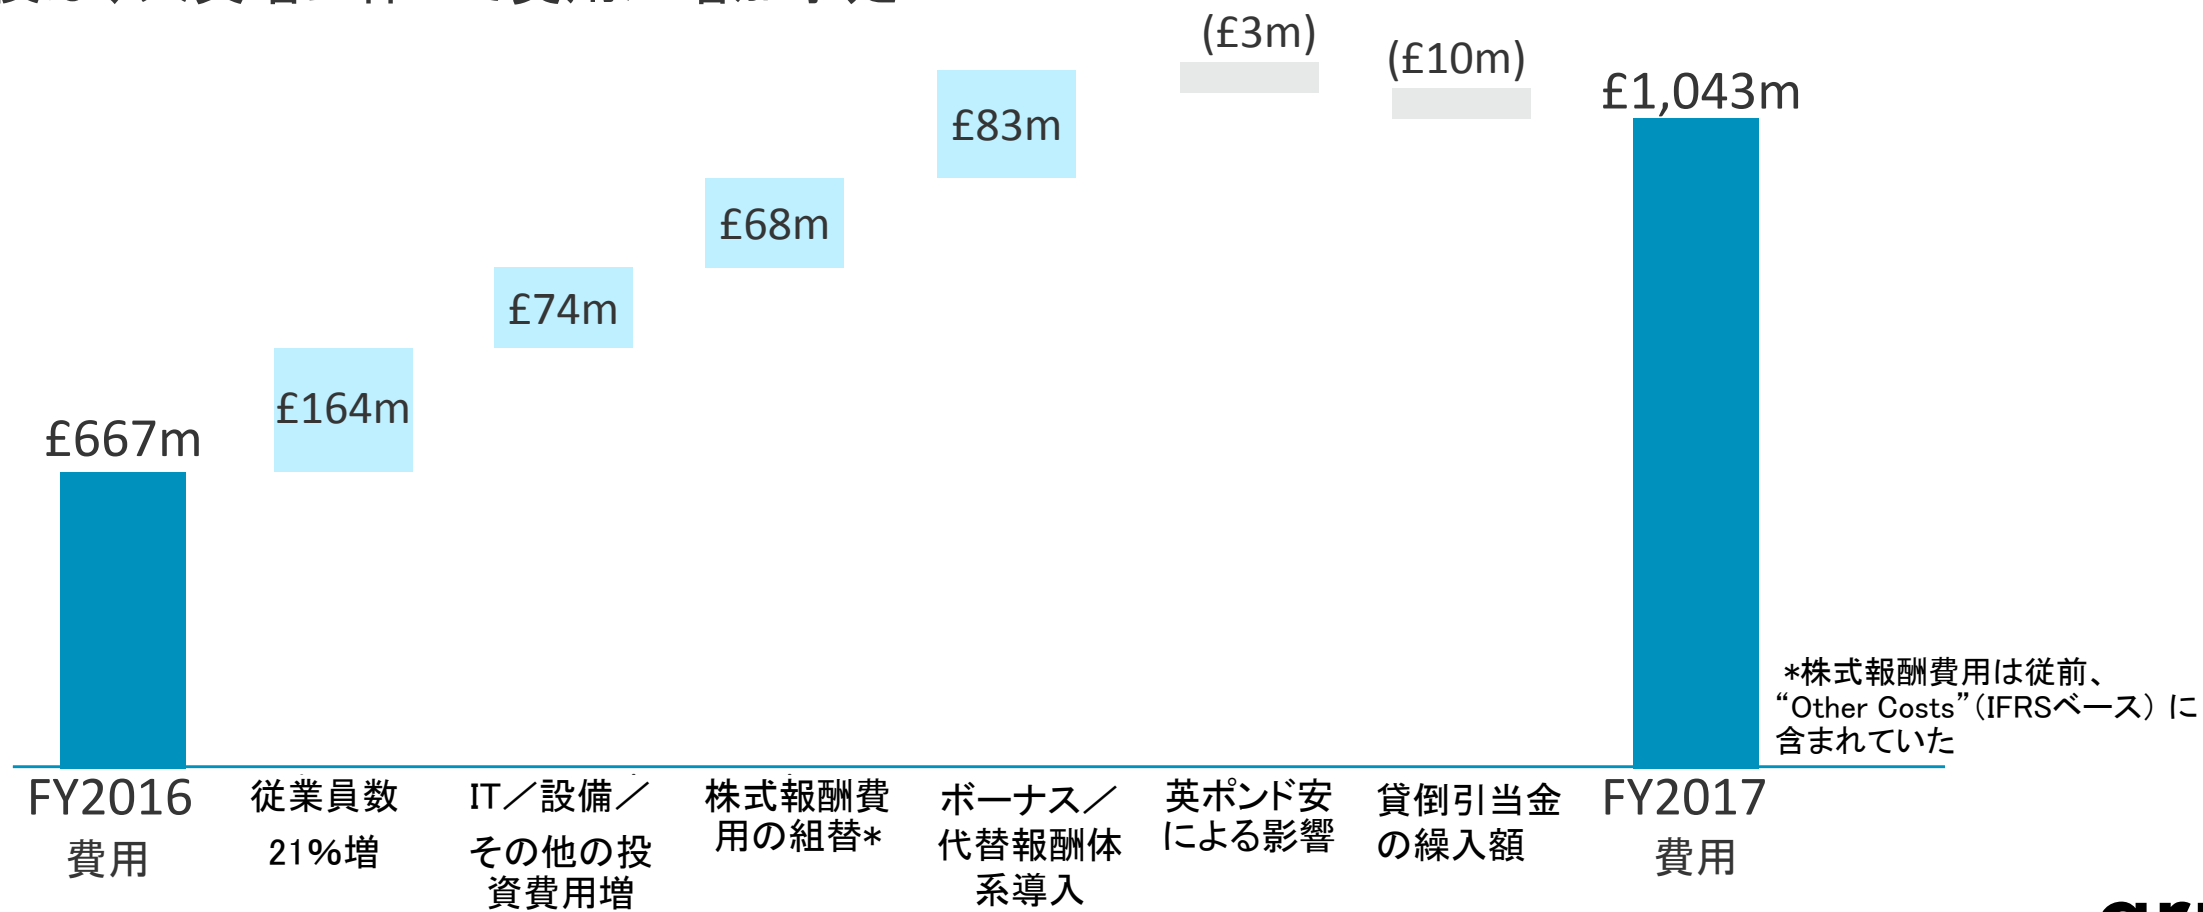 (£3m)
(£10m)
£1,043m
£83m
£68m
£74m
£164m
£667m
*株式報酬費用は従前、
“Other Costs”(IFRSベース) に
含まれていた
FY2016
費用
従業員数
21%増
IT／設備／
その他の投
資費用増
株式報酬費
用の組替*
ボーナス／
代替報酬体
系導入
英ポンド安
による影響
貸倒引当金
の繰入額
FY2017
費用